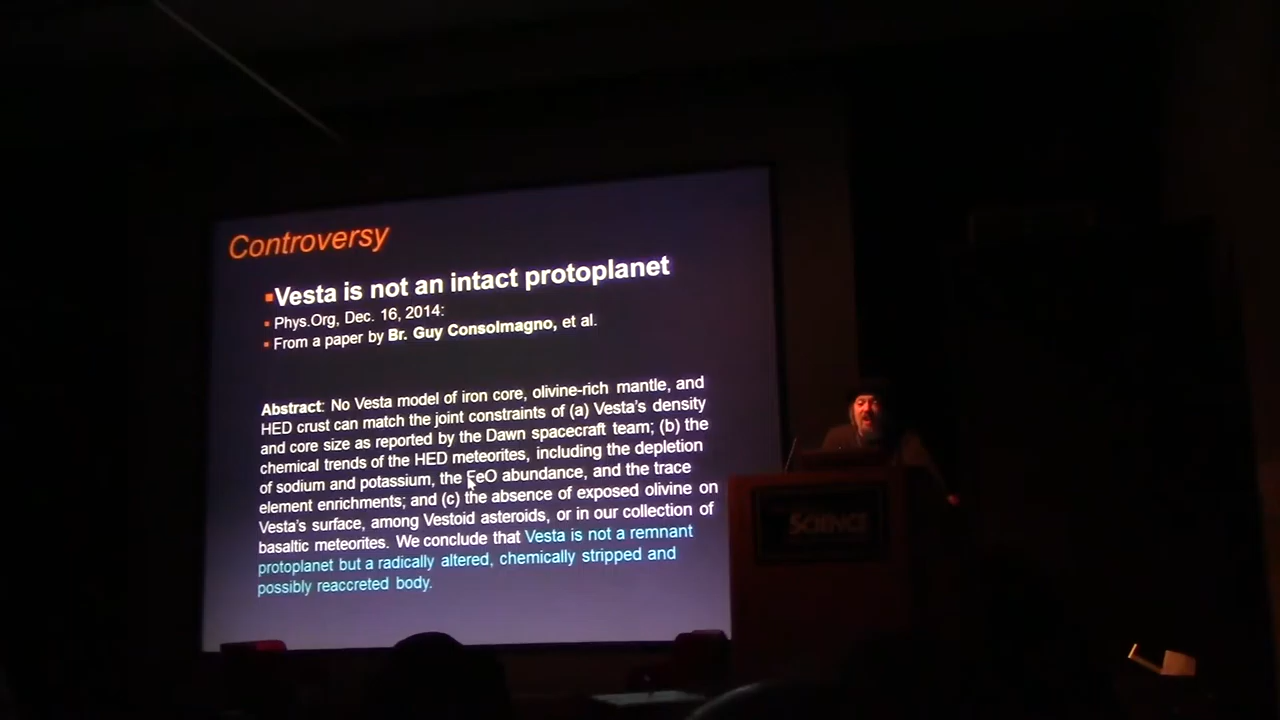 Controversy
Vesta is not an intact protoplanet
Phys.Org, Dec. 16, 2014:
From a paper by Br. Guy Consolmagno, et al.
Abstract: No Vesta model of iron core, olivine-rich mantle, and
HED crust can match the joint constraints of (a) Vesta's density
and core size as reported by the Dawn spacecraft team; (b) the
chemical trends of the HED meteorites, including the depletion
of sodium and potassium, the FeO abundance, and the trace
element enrichments; and (c) the absence of exposed olivine on
Vesta's surface, among Vestoid asteroids, or in our collection of
basaltic meteorites. We conclude that Vesta is not a remnant
protoplanet but a radically altered, chemically stripped and
possibly reaccreted body.
SCIENCE